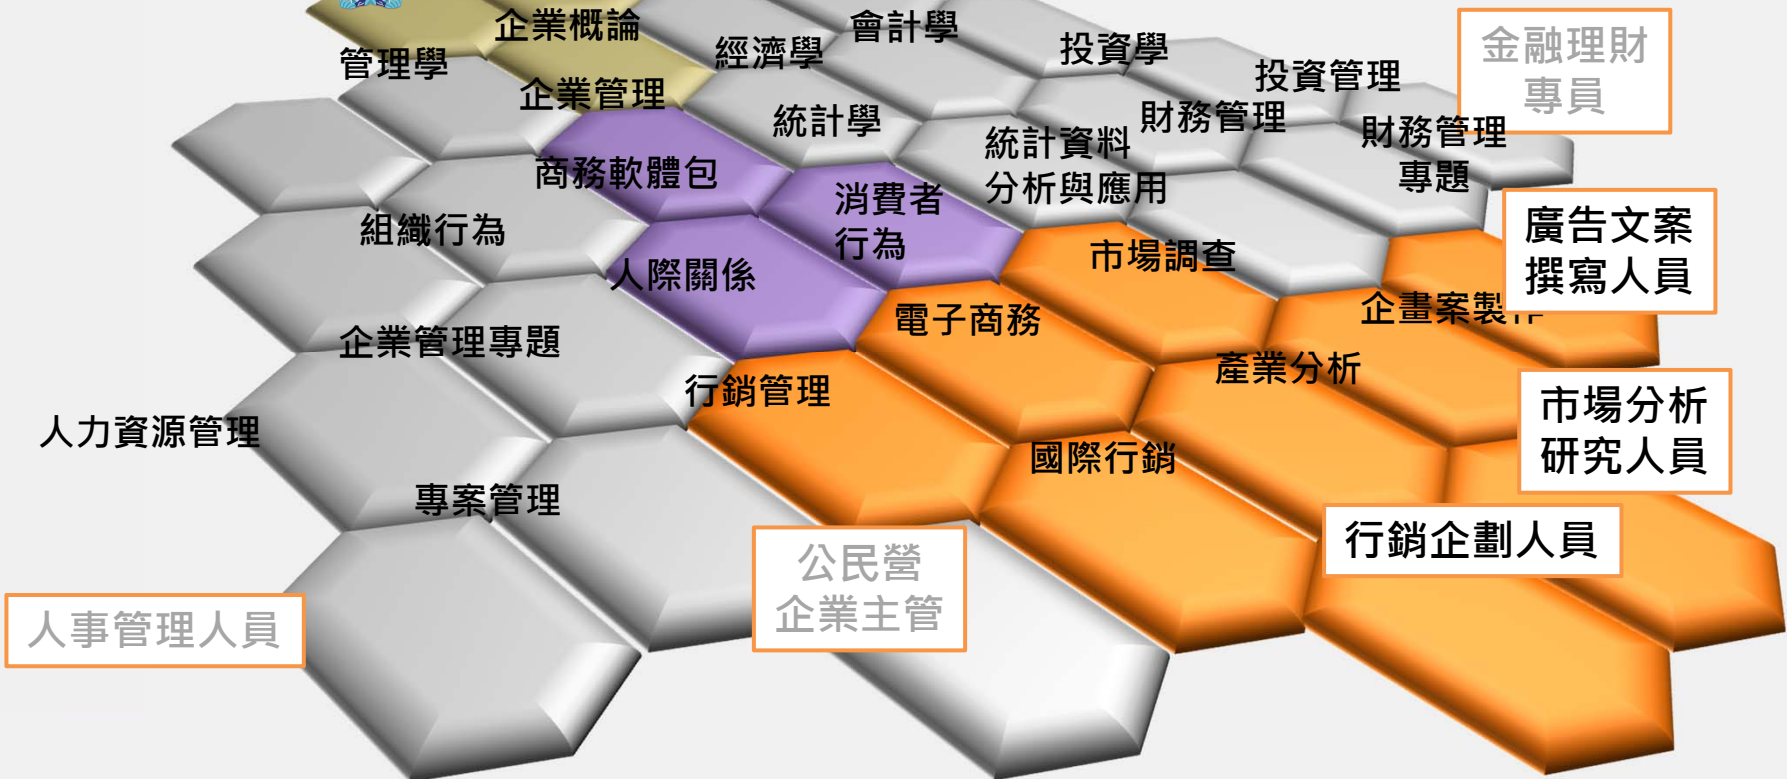 企業概論
會計學
管理學
經濟學
投資學
金融理財
專員
企業管理
投資管理
統計學
財務管理
統計資料
分析與應用
財務管理
專題
商務軟體包
消費者
行為
組織行為
人際關係
市場調查
廣告文案
撰寫人員
企畫案製作
電子商務
企業管理專題
產業分析
行銷管理
市場分析
研究人員
人力資源管理
國際行銷
專案管理
行銷企劃人員
公民營
企業主管
人事管理人員